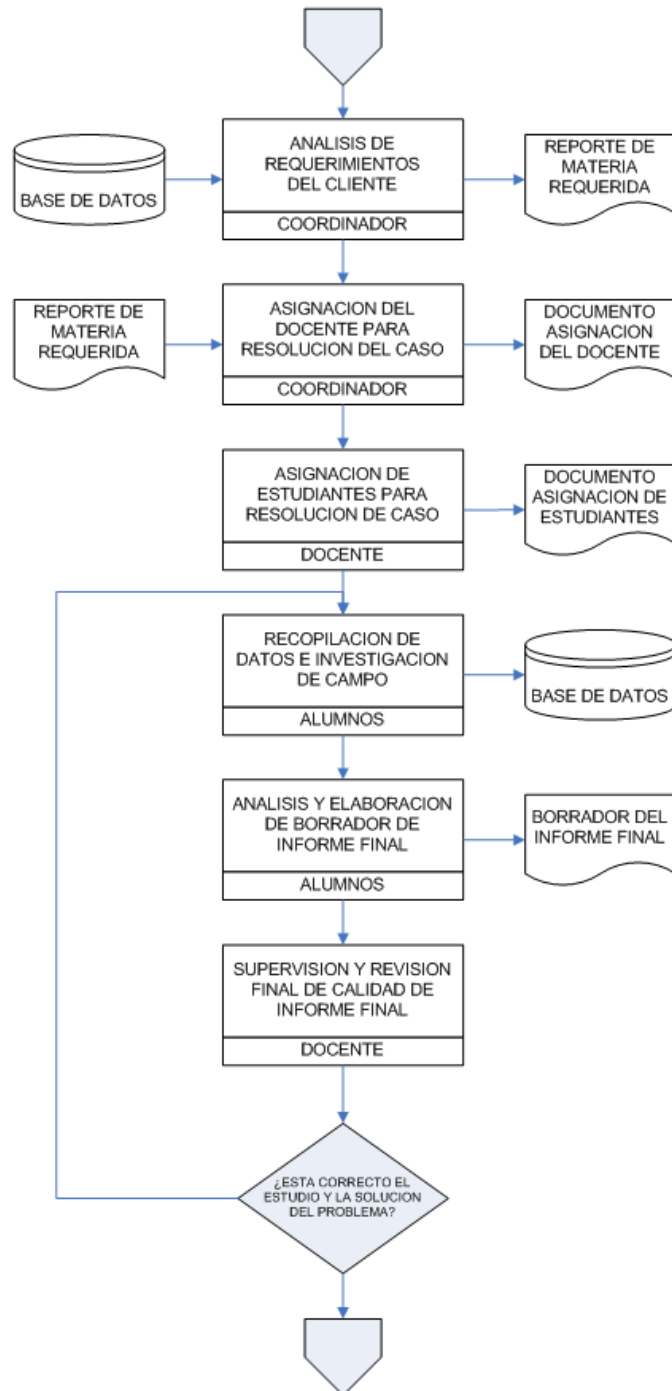 BASE DE DATOS
ANALISIS DE
REQUERIMIENTOS
DEL CLIENTE
COORDINADOR
REPORTE DE
MATERIA
REQUERIDA
REPORTE DE
MATERIA
REQUERIDA
ASIGNACION DEL
DOCENTE PARA
RESOLUCION DEL CASO
COORDINADOR
DOCUMENTO
ASIGNACION
DEL DOCENTE
ASIGNACION DE
ESTUDIANTES PARA
RESOLUCION DE CASO
DOCENTE
DOCUMENTO
ASIGNACION DE
ESTUDIANTES
RECOPILACION DE
DATOS E INVESTIGACION
DE CAMPO
ALUMNOS
BASE DE DATOS
ANALISIS Y ELABORACION
DE BORRADOR DE
INFORME FINAL
ALUMNOS
BORRADOR DEL
INFORME FINAL
SUPERVISION Y REVISION
FINAL DE CALIDAD DE
INFORME FINAL
DOCENTE
¿ESTA CORRECTO EL
ESTUDIO Y LA SOLUCION
DEL PROBLEMA?